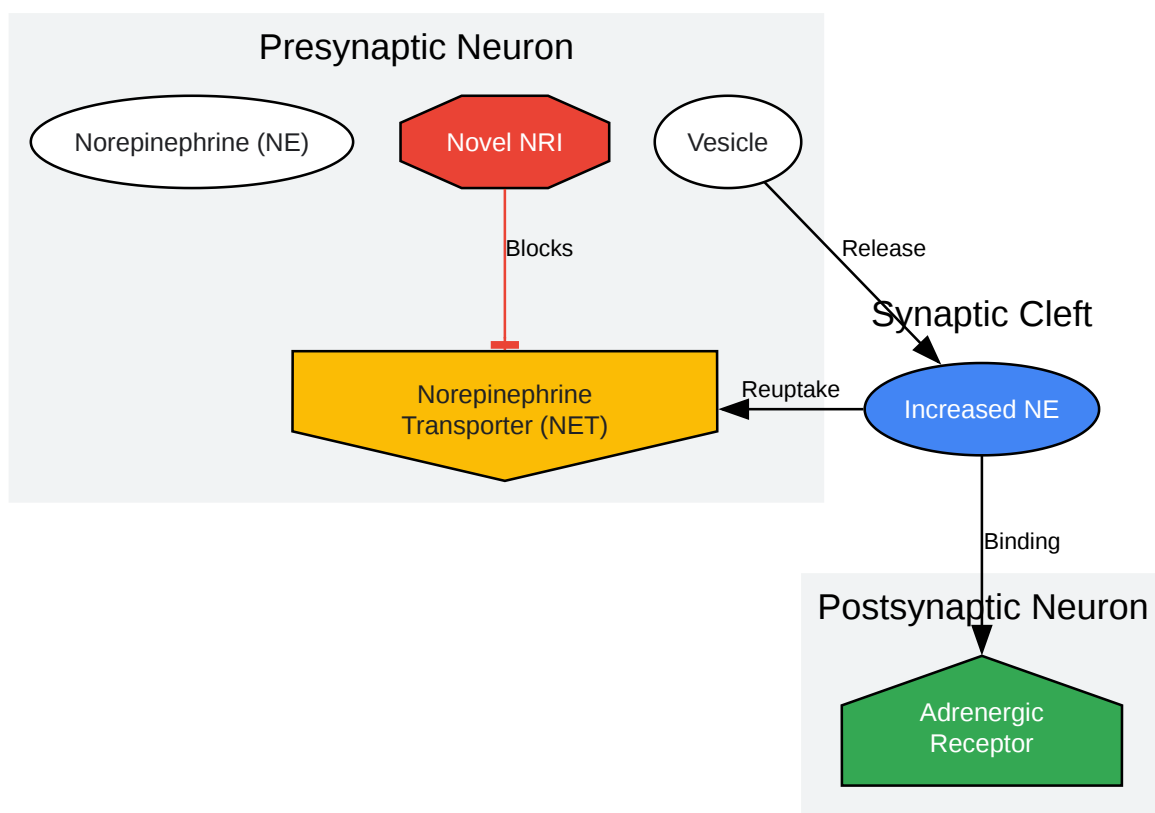 Presynaptic Neuron
Norepinephrine (NE)
Novel NRI
Vesicle
Blocks
Release
Synaptic Cleft
Norepinephrine
Transporter (NET)
Reuptake
Increased NE
Binding
Postsynaptic Neuron
Adrenergic
Receptor